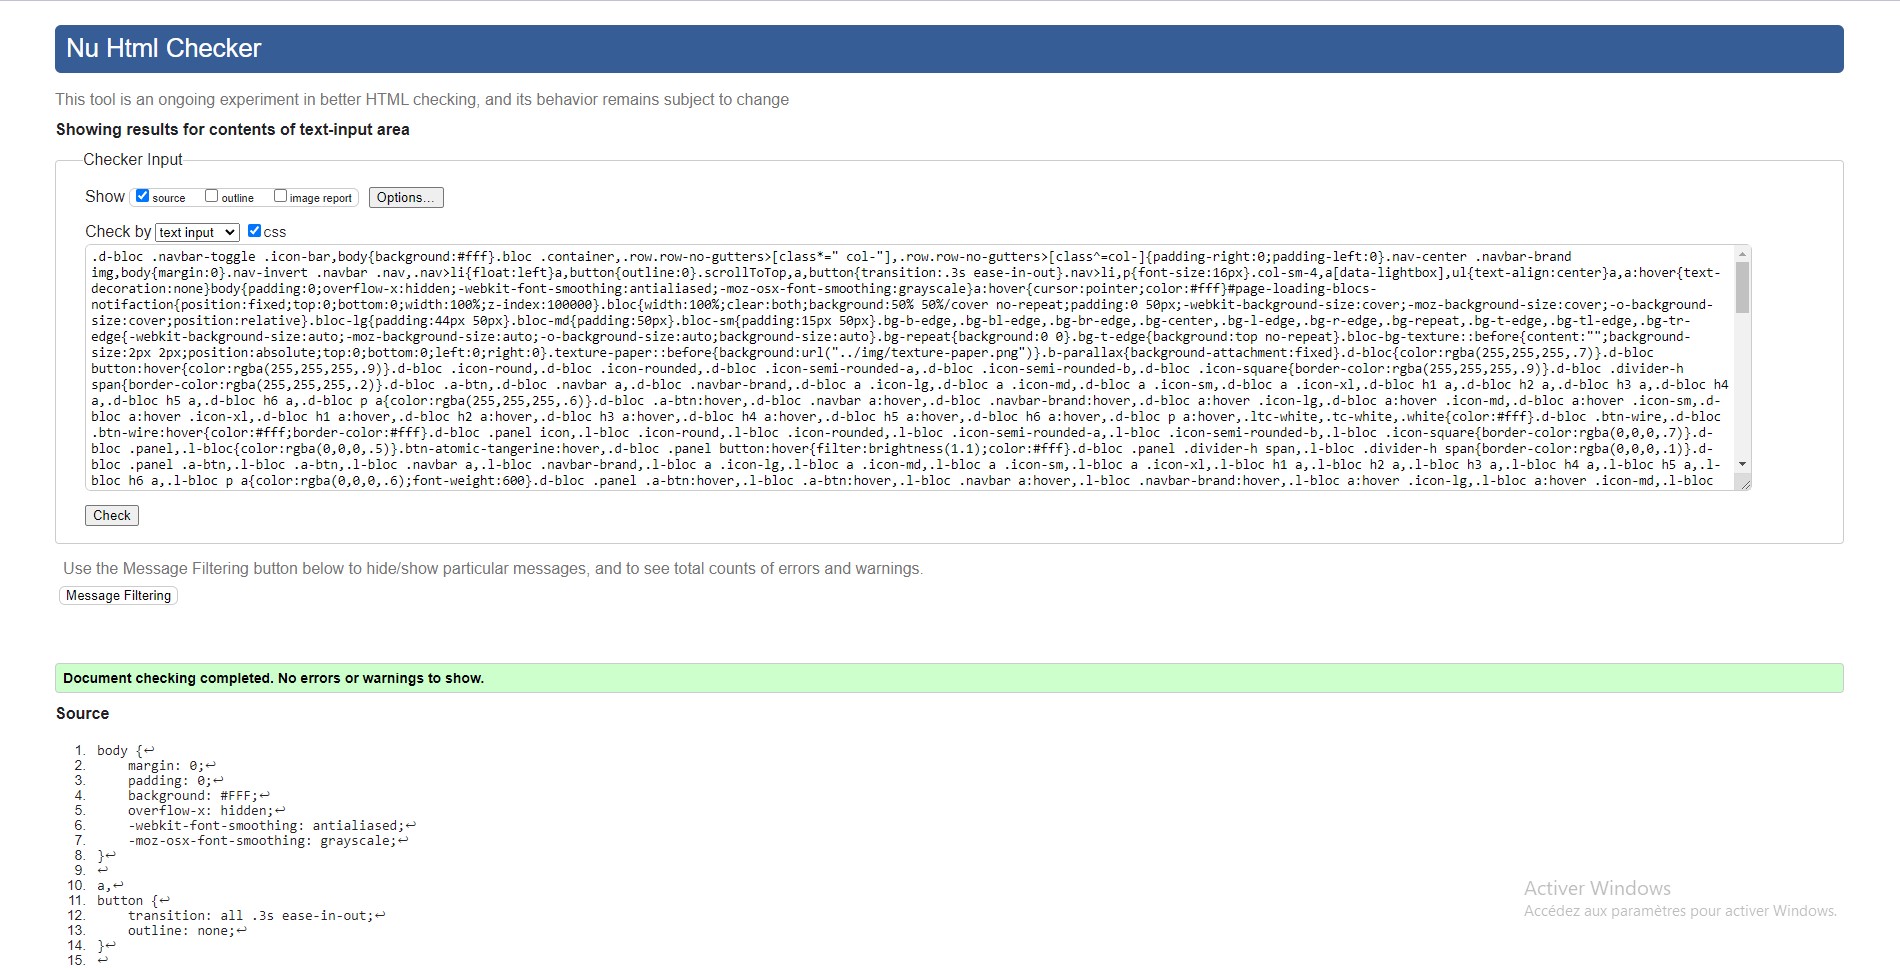 Nu Html Checker
This tool is an ongoing experiment in better HTML checking, and its behavior remains subject to change
Showing results for contents of text-input area
Checker Input
Show source outline image report Options...
Check by text input css
.d-bloc .navbar-toggle .icon-bar,body{background:#fff}.bloc .container,.row.row-no-gutters>[class*=" col-"],.row.row-no-gutters>[class^=col-]{padding-right:0;padding-left:0}.nav-center .navbar-brand
img,body{margin:0}.nav-invert .navbar .nav,.nav>li{float:left}a,button{outline:0}.scrollToTop,a,button{transition:.3s ease-in-out}.nav>li,p{font-size:16px}.col-sm-4,a[data-lightbox],ul{text-align:center}a,a:hover{text-
decoration:none}body{padding:0;overflow-x:hidden;-webkit-font-smoothing:antialiased;-moz-osx-font-smoothing:grayscale}a:hover{cursor:pointer;color:#fff}#page-loading-blocs-
notifaction{position:fixed;top:0;bottom:0;width:100%;z-index:100000}.bloc{width:100%;clear:both;background:50% 50%/cover no-repeat;padding:0 50px;-webkit-background-size:cover;-moz-background-size:cover;-o-background-
size:cover;position:relative}.bloc-lg{padding:44px 50px}.bloc-md{padding:50px}.bloc-sm{padding:15px 50px}.bg-b-edge,.bg-bl-edge,.bg-br-edge,.bg-center,.bg-l-edge,.bg-r-edge,.bg-repeat,.bg-t-edge,.bg-tl-edge,.bg-tr-
edge{-webkit-background-size:auto;-moz-background-size:auto;-o-background-size:auto;background-size:auto}.bg-repeat{background:0 0}.bg-t-edge{background:top no-repeat}.bloc-bg-texture::before{content:"";background-
size:2px 2px;position:absolute;top:0;bottom:0;left:0;right:0}.texture-paper::before{background:url("../img/texture-paper.png")}.b-parallax{background-attachment:fixed}.d-bloc{color:rgba(255,255,255,.7)}.d-bloc
button:hover{color:rgba(255,255,255,.9)}.d-bloc .icon-round,.d-bloc .icon-rounded,.d-bloc .icon-semi-rounded-a,.d-bloc .icon-semi-rounded-b,.d-bloc .icon-square{border-color:rgba(255,255,255,.9)}.d-bloc .divider-h
span{border-color:rgba(255,255,255,.2)}.d-bloc .a-btn,.d-bloc .navbar a,.d-bloc .navbar-brand,.d-bloc a .icon-lg,.d-bloc a .icon-md,.d-bloc a .icon-sm,.d-bloc a .icon-xl,.d-bloc h1 a,.d-bloc h2 a,.d-bloc h3 a,.d-bloc h4
a,.d-bloc h5 a,.d-bloc h6 a,.d-bloc p a{color:rgba(255,255,255,.6)}.d-bloc .a-btn:hover,.d-bloc .navbar a:hover,.d-bloc .navbar-brand:hover,.d-bloc a:hover .icon-lg,.d-bloc a:hover .icon-md,.d-bloc a:hover .icon-sm,.d-
bloc a:hover .icon-xl,.d-bloc h1 a:hover,.d-bloc h2 a:hover,.d-bloc h3 a:hover,.d-bloc h4 a:hover,.d-bloc h5 a:hover,.d-bloc h6 a:hover,.d-bloc p a:hover,.ltc-white,.tc-white,.white{color:#fff}.d-bloc .btn-wire,.d-bloc
.btn-wire:hover{color:#fff;border-color:#fff}.d-bloc .panel icon,.l-bloc .icon-round,.l-bloc .icon-rounded,.l-bloc .icon-semi-rounded-a,.l-bloc .icon-semi-rounded-b,.l-bloc .icon-square{border-color:rgba(0,0,0,.7)}.d-
bloc .panel,.l-bloc{color:rgba(0,0,0,.5)}.btn-atomic-tangerine:hover,.d-bloc .panel button:hover{filter:brightness(1.1);color:#fff}.d-bloc .panel .divider-h span,.l-bloc .divider-h span{border-color:rgba(0,0,0,.1)}.d-
bloc .panel .a-btn,.l-bloc .a-btn,.l-bloc .navbar a,.l-bloc .navbar-brand,.l-bloc a .icon-lg,.l-bloc a .icon-md,.l-bloc a .icon-sm,.l-bloc a .icon-xl,.l-bloc h1 a,.l-bloc h2 a,.l-bloc h3 a,.l-bloc h4 a,.l-bloc h5 a,.l-
bloc h6 a,.l-bloc p a{color:rgba(0,0,0,.6);font-weight:600}.d-bloc .panel .a-btn:hover,.l-bloc .a-btn:hover,.l-bloc .navbar a:hover,.l-bloc .navbar-brand:hover,.l-bloc a:hover .icon-lg,.l-bloc a:hover .icon-md,.l-bloc
Check
Use the Message Filtering button below to hide/show particular messages, and to see total counts of errors and warnings.
Message Filtering
Document checking completed. No errors or warnings to show.
Source
1. body {↩
2. margin: 0;↩
3. padding: 0;↩
4. background: #FFF;↩
5. overflow-x: hidden;↩
6. -webkit-font-smoothing: antialiased;↩
7. -moz-osx-font-smoothing: grayscale;↩
8. }↩
9. ↩
10. a,↩
11. button {↩
12. transition: all .3s ease-in-out;↩
13. outline: none;↩
14. }↩
15. ↩
Activer Windows
Accédez aux paramètres pour activer Windows.